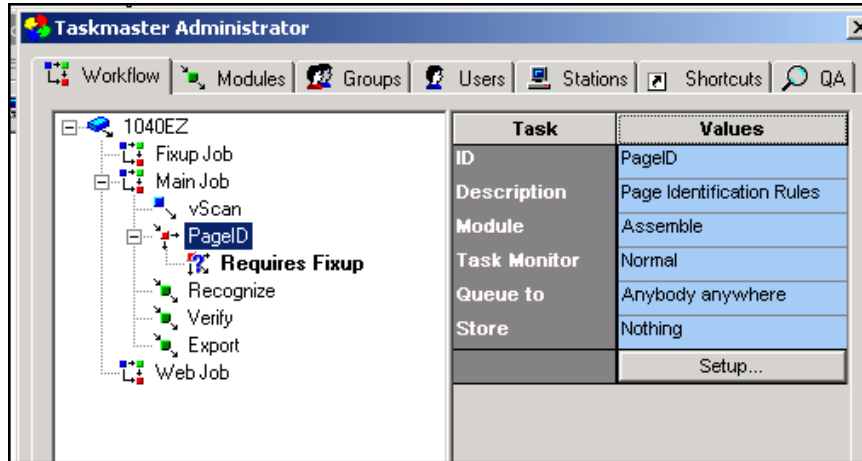 Taskmaster Administrator
Workflow Modules Groups Users Stations Shortcuts QA
1040EZ
Fixup Job
Main Job
vScan
PageID
Requires Fixup
Recognize
Verify
Export
Web Job
Task Values
ID PageID
Description Page Identification Rules
Module Assemble
Task Monitor Normal
Queue to Anybody anywhere
Store Nothing
Setup...